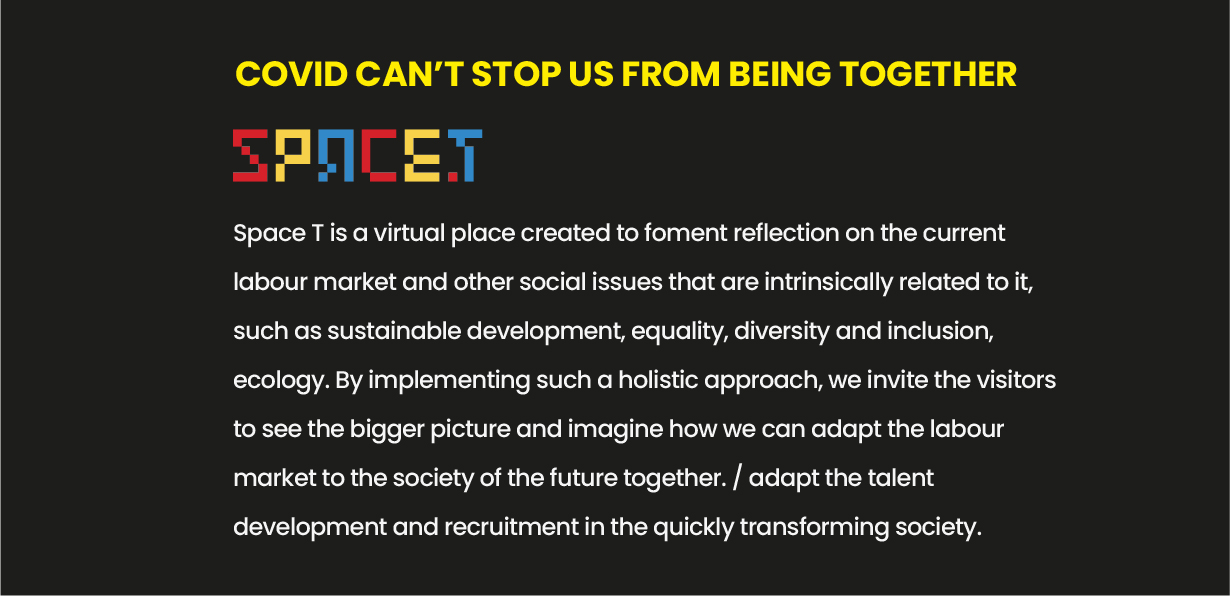 COVID CAN’T STOP US FROM BEING TOGETHER
SPACE.T
Space T is a virtual place created to foment reflection on the current
labour market and other social issues that are intrinsically related to it,
such as sustainable development, equality, diversity and inclusion,
ecology. By implementing such a holistic approach, we invite the visitors
to see the bigger picture and imagine how we can adapt the labour
market to the society of the future together. / adapt the talent
development and recruitment in the quickly transforming society.